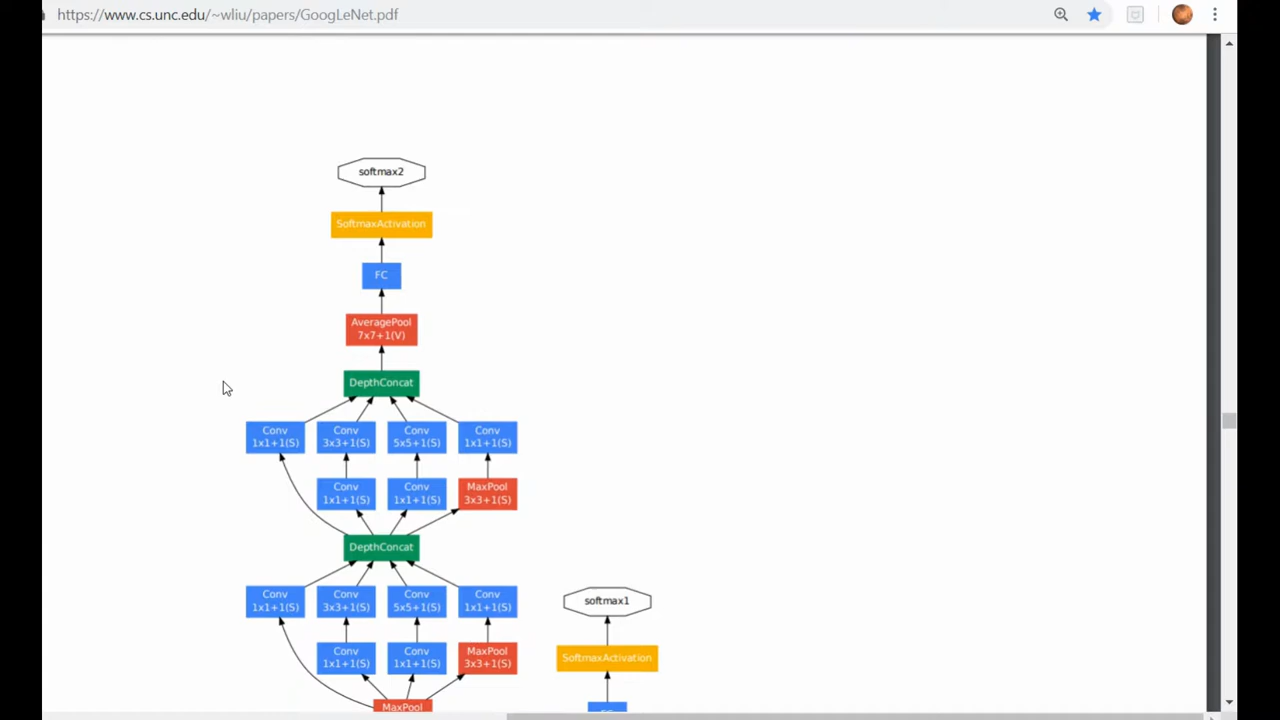 https://www.cs.unc.edu/~wliu/papers/GoogLeNet.pdf
softmax2
SoftmaxActivation
FC
AveragePool
7x7+1(V)
DepthConcat
Conv
1x1+1(S)
Conv
3x3+1(S)
Conv
5x5+1(S)
Conv
1x1+1(S)
Conv
1x1+1(S)
Conv
1x1+1(S)
MaxPool
3x3+1(S)
DepthConcat
Conv
1x1+1(S)
Conv
3x3+1(S)
Conv
5x5+1(S)
Conv
1x1+1(S)
softmax1
Conv
1x1+1(S)
Conv
1x1+1(S)
MaxPool
3x3+1(S)
SoftmaxActivation
MaxPool